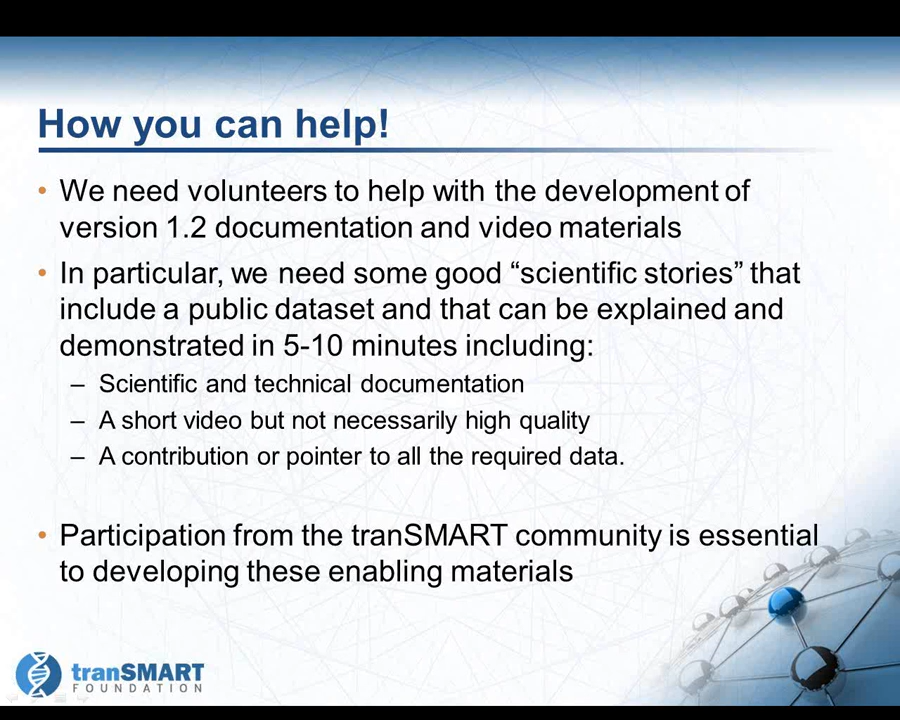 How you can help!
• We need volunteers to help with the development of
version 1.2 documentation and video materials
• In particular, we need some good “scientific stories” that
include a public dataset and that can be explained and
demonstrated in 5-10 minutes including:
– Scientific and technical documentation
– A short video but not necessarily high quality
– A contribution or pointer to all the required data.
• Participation from the tranSMART community is essential
to developing these enabling materials
tranSMART
FOUNDATION